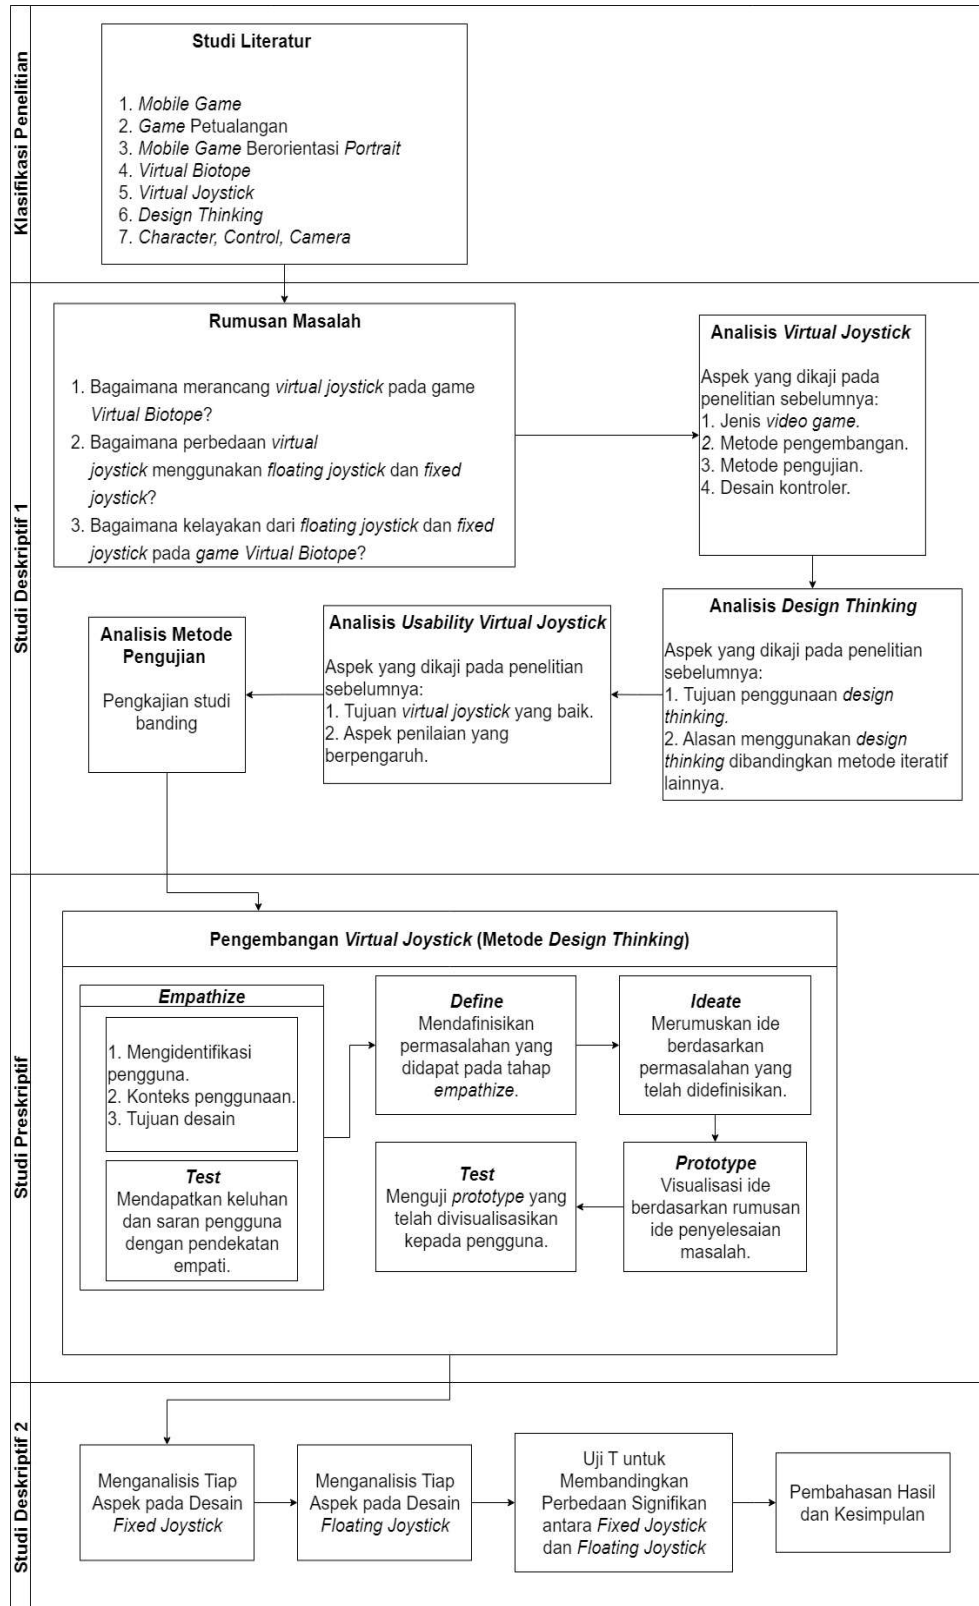 Klasifikasi Penelitian
Studi Literatur
1. Mobile Game
2. Game Petualangan
3. Mobile Game Berorientasi Portrait
4. Virtual Biotope
5. Virtual Joystick
6. Design Thinking
7. Character, Control, Camera
Studi Deskriptif 1
Rumusan Masalah
1. Bagaimana merancang virtual joystick pada game
Virtual Biotope?
2. Bagaimana perbedaan virtual
joystick menggunakan floating joystick dan fixed
joystick?
3. Bagaimana kelayakan dari floating joystick dan fixed
joystick pada game Virtual Biotope?
Analisis Virtual Joystick
Aspek yang dikaji pada
penelitian sebelumnya:
1. Jenis video game.
2. Metode pengembangan.
3. Metode pengujian.
4. Desain kontroler.
Analisis Design Thinking
Aspek yang dikaji pada penelitian
sebelumnya:
1. Tujuan penggunaan design
thinking.
2. Alasan menggunakan design
thinking dibandingkan metode iteratif
lainnya.
Analisis Usability Virtual Joystick
Aspek yang dikaji pada penelitian
sebelumnya:
1. Tujuan virtual joystick yang baik.
2. Aspek penilaian yang
berpengaruh.
Analisis Metode
Pengujian
Pengkajian studi
banding
Studi Preskriptif
Pengembangan Virtual Joystick (Metode Design Thinking)
Empathize
1. Mengidentifikasi
pengguna.
2. Konteks penggunaan.
3. Tujuan desain
Test
Mendapatkan keluhan
dan saran pengguna
dengan pendekatan
empati.
Define
Mendafinisikan
permasalahan yang
didapat pada tahap
empathize.
Ideate
Merumuskan ide
berdasarkan
permasalahan yang
telah didefinisikan.
Prototype
Visualisasi ide
berdasarkan rumusan
ide penyelesaian
masalah.
Test
Menguji prototype yang
telah divisualisasikan
kepada pengguna.
Studi Deskriptif 2
Menganalisis Tiap
Aspek pada Desain
Fixed Joystick
Menganalisis Tiap
Aspek pada Desain
Floating Joystick
Uji T untuk
Membandingkan
Perbedaan Signifikan
antara Fixed Joystick
dan Floating Joystick
Pembahasan Hasil
dan Kesimpulan